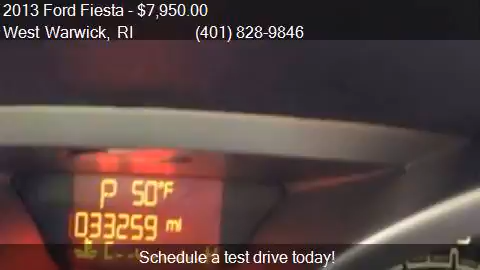 2013 Ford Fiesta - $7,950.00
West Warwick, RI (401) 828-9846
P 50°F
033259 mi
Schedule a test drive today!